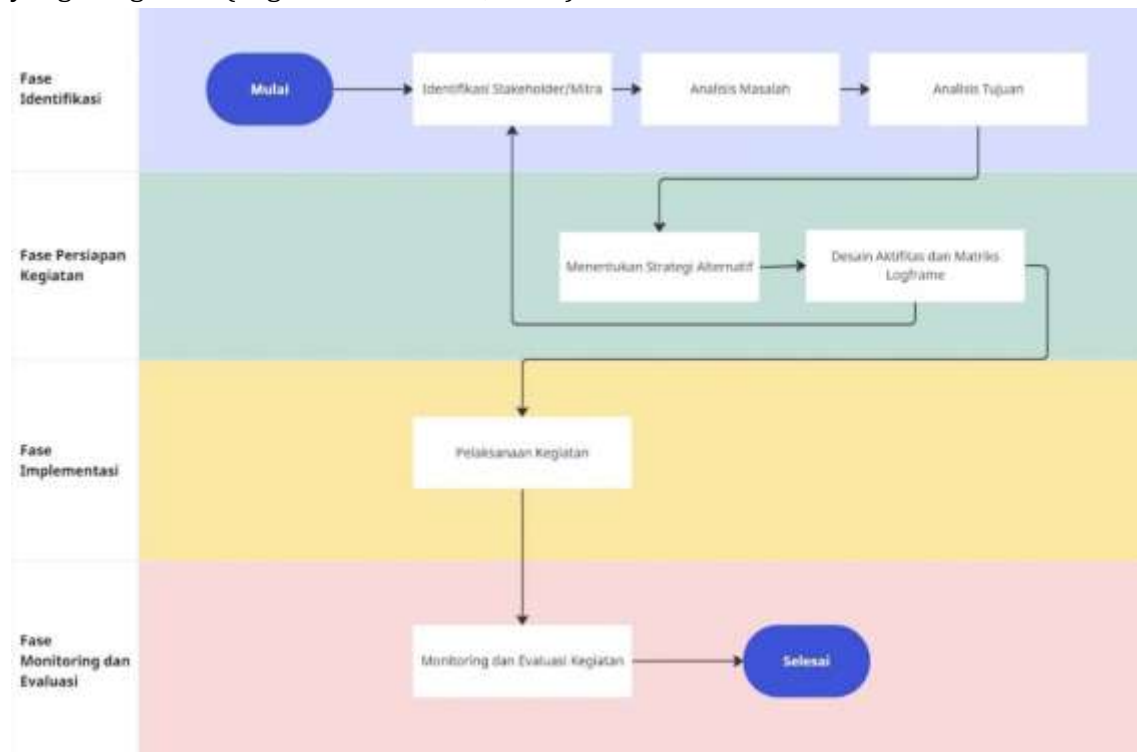 Fase
Identifikasi
Mulai
Identifikasi Stakeholder/Mitra
Analisis Masalah
Analisis Tujuan
Fase Persiapan
Kegiatan
Menentukan Strategi Alternatif
Desain Aktifitas dan Matriks
Logframe
Fase
Implementasi
Pelaksanaan Kegiatan
Fase
Monitoring dan
Evaluasi
Monitoring dan Evaluasi Kegiatan
Selesai